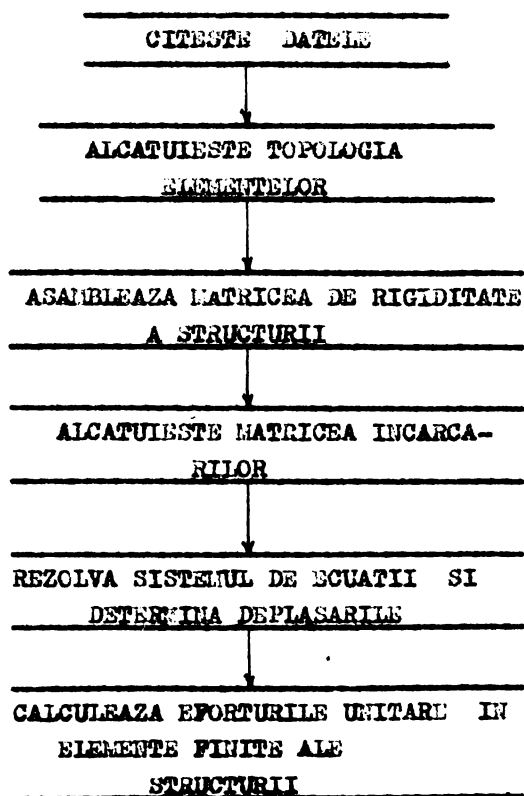 CITESTE DATELE
ALCATUIESTE TOPOLOGIA
ELEMENTELOR
ASAMBLEAZA MATRICEA DE RIGIDITATE
A STRUCTURII
ALCATUIESTE MATRICEA INCARCA-
RILOR
REZOLVA SISTEMUL DE ECUATII SI
DETERMINA DEPLASARILE
CALCULEAZA EFORTURILE UNITARE IN
ELEMENTE FINITE ALE
STRUCTURII